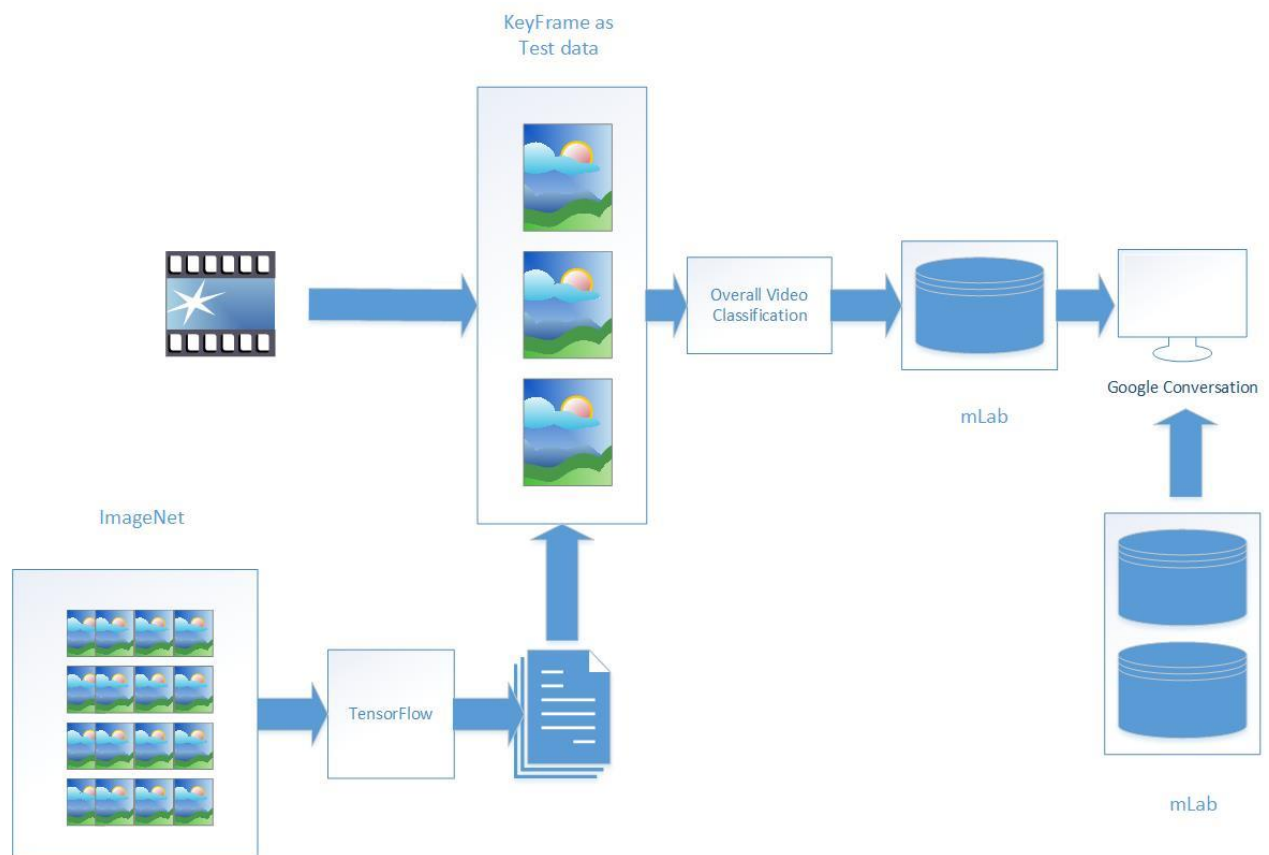 KeyFrame as
Test data
Overall Video
Classification
mLab
Google Conversation
ImageNet
TensorFlow
mLab